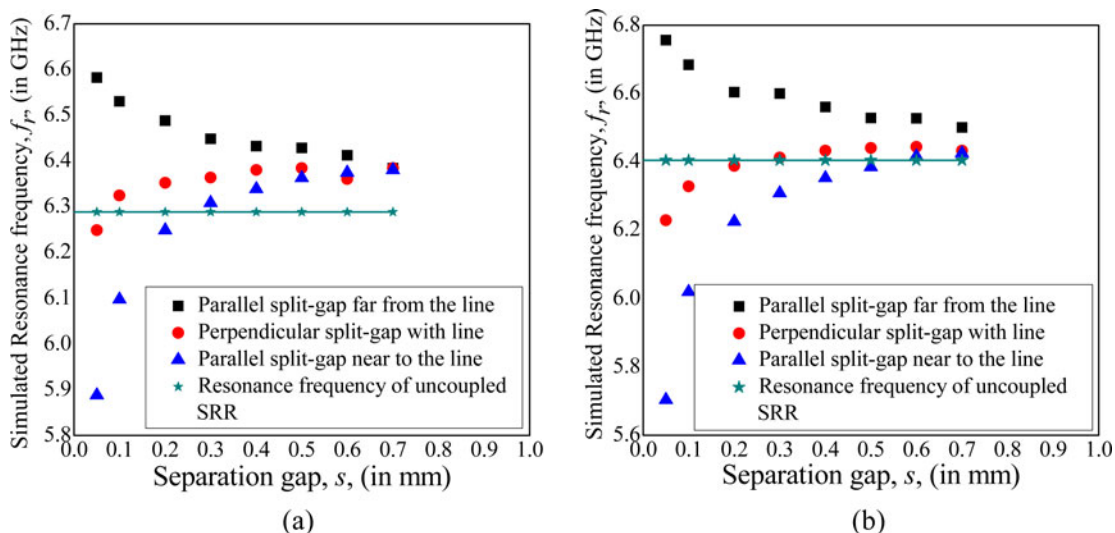 Simulated Resonance frequency, fr, (in GHz)
6.7
6.6
6.5
6.4
6.3
6.2
6.1
6.0
5.9
5.8
Parallel split-gap far from the line
Perpendicular split-gap with line
Parallel split-gap near to the line
Resonance frequency of uncoupled
SRR
0.0 0.1 0.2 0.3 0.4 0.5 0.6 0.7 0.8 0.9 1.0
Separation gap, s, (in mm)
(a)
Simulated Resonance frequency, fr, (in GHz)
6.8
6.6
6.4
6.2
6.0
5.8
5.6
Parallel split-gap far from the line
Perpendicular split-gap with line
Parallel split-gap near to the line
Resonance frequency of uncoupled
SRR
0.0 0.1 0.2 0.3 0.4 0.5 0.6 0.7 0.8 0.9 1.0
Separation gap, s, (in mm)
(b)